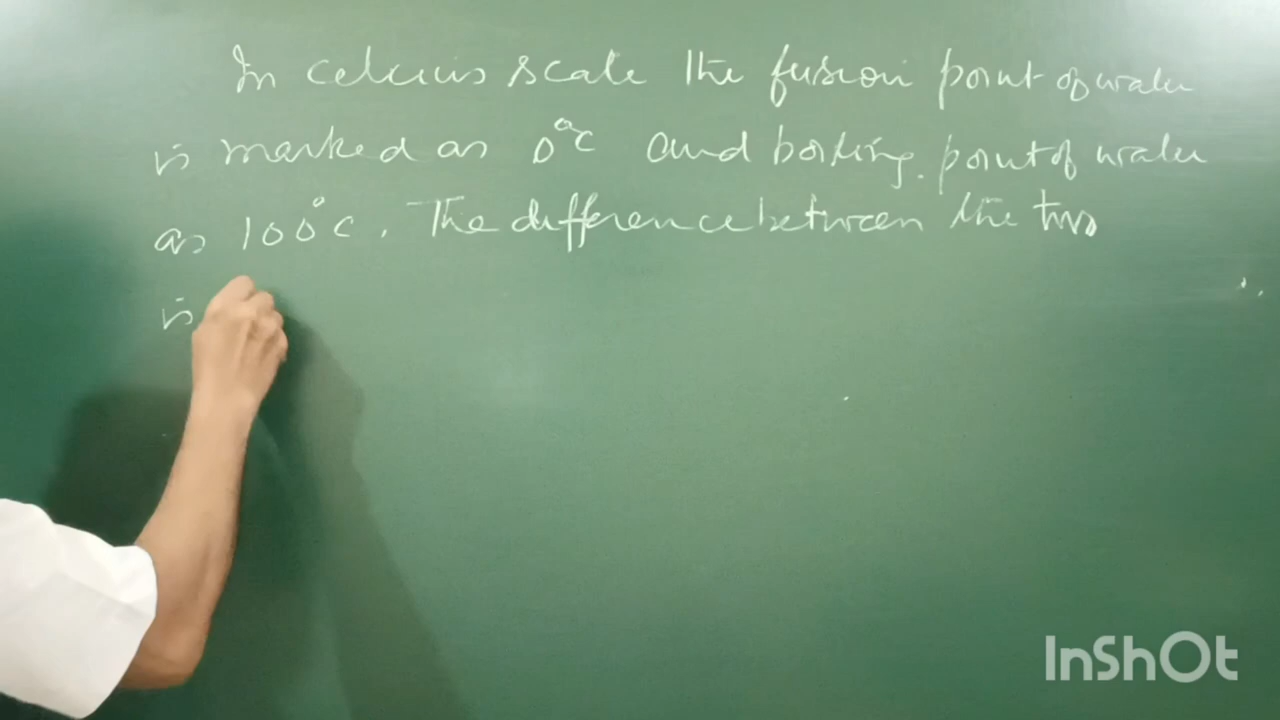 In celcius scale the fusion point of water
is marked as 0°C and boiling point of water
as 100°C. The difference between the two
is
InShOt